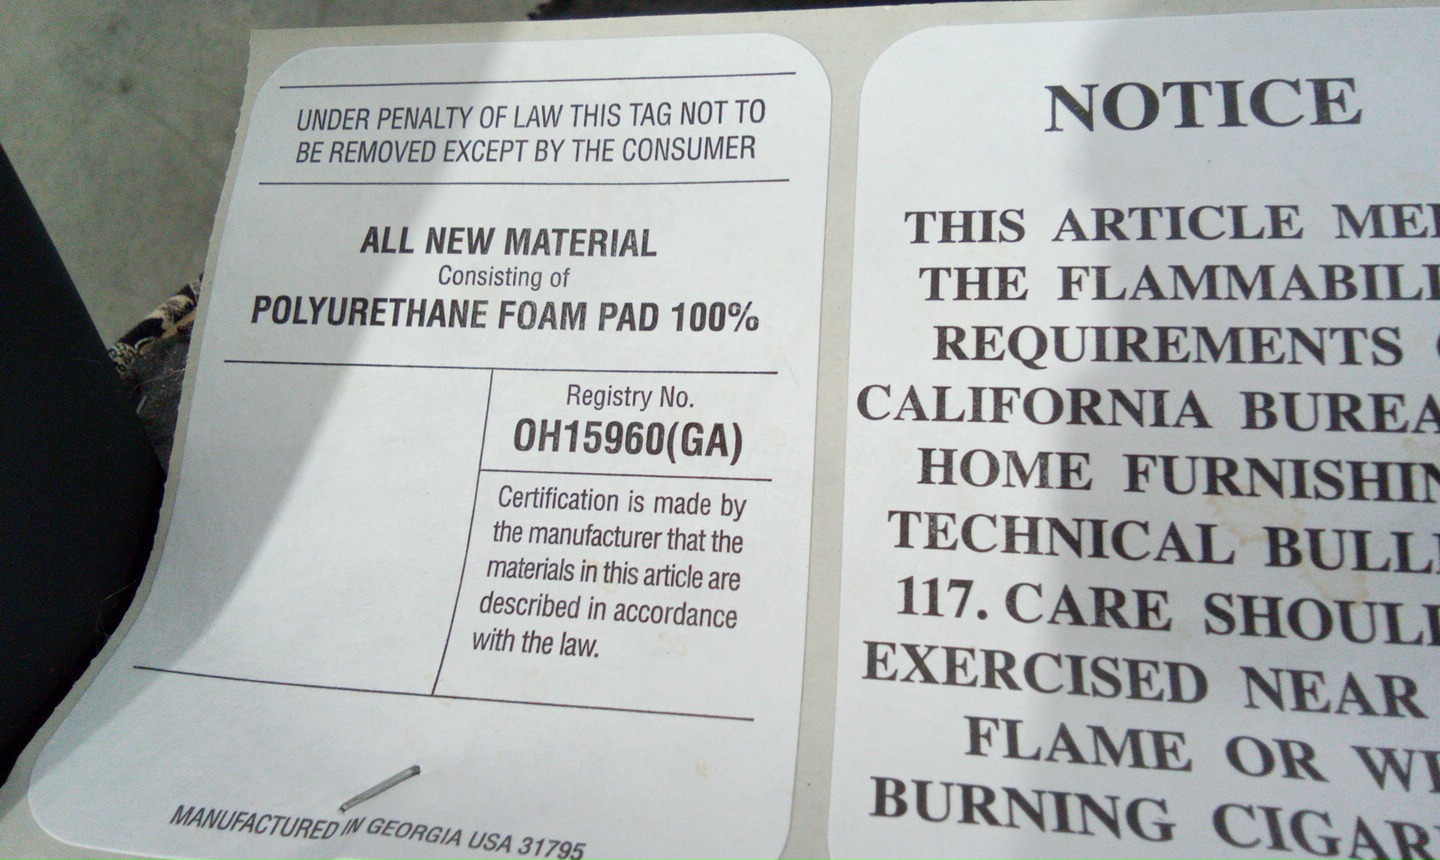 UNDER PENALTY OF LAW THIS TAG NOT TO
BE REMOVED EXCEPT BY THE CONSUMER
ALL NEW MATERIAL
Consisting of
POLYURETHANE FOAM PAD 100%
Registry No.
OH15960(GA)
Certification is made by
the manufacturer that the
materials in this article are
described in accordance
with the law.
MANUFACTURED IN GEORGIA USA 31795
NOTICE
THIS ARTICLE
THE
REQUIREMENTS
CALIFORNIA
HOME
TECHNICAL
117. CARE
EXERCISED NEAR
FLAME OR
BURNING